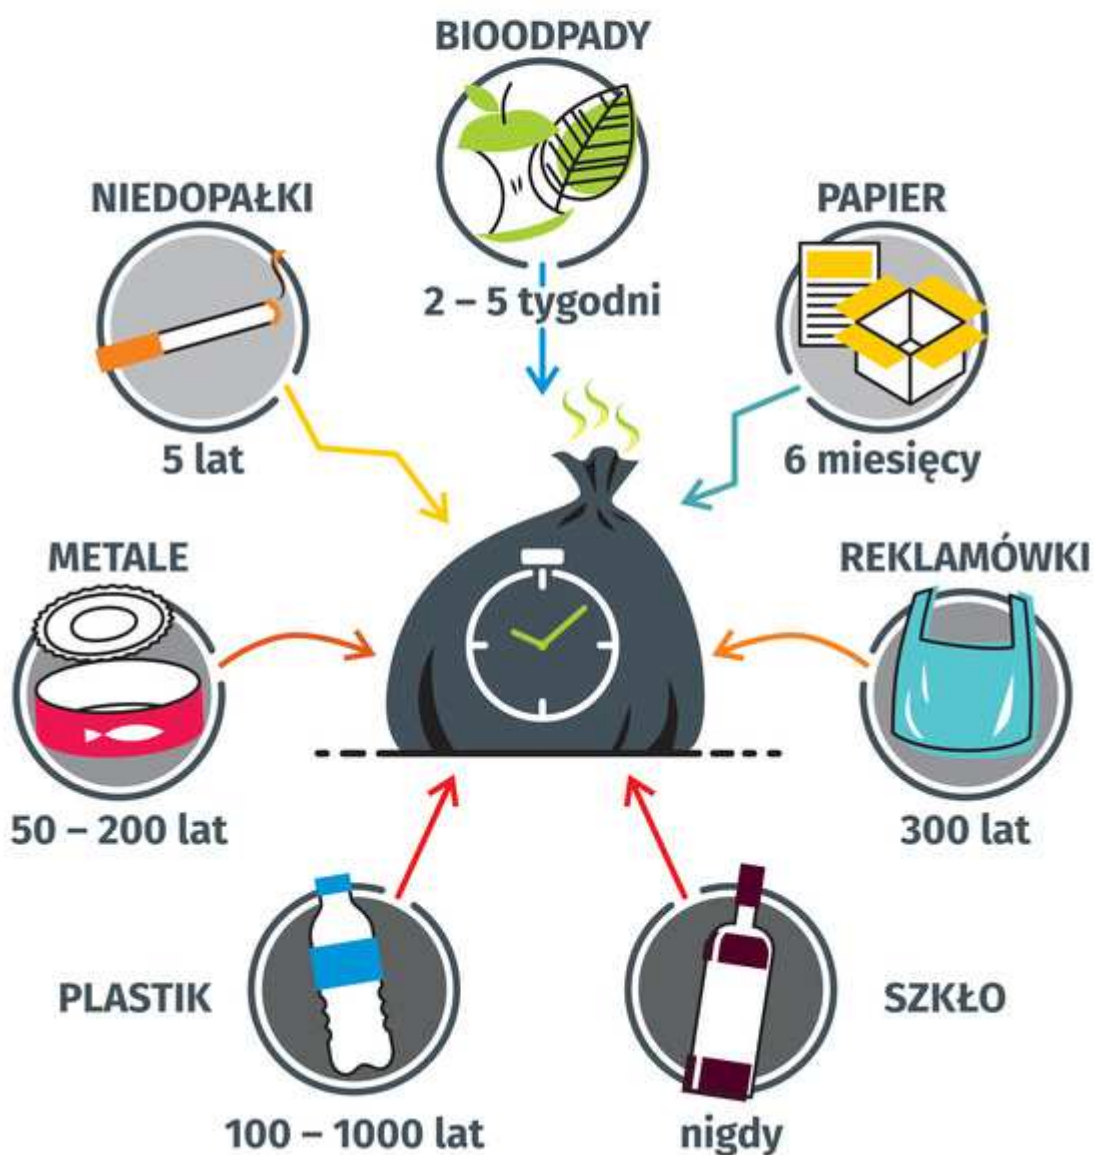 BIOODPADY
2 – 5 tygodni
NIEDOPAŁKI
5 lat
PAPIER
6 miesięcy
METALE
50 – 200 lat
REKLAMÓWKI
300 lat
PLASTIK
100 – 1000 lat
SZKŁO
nigdy